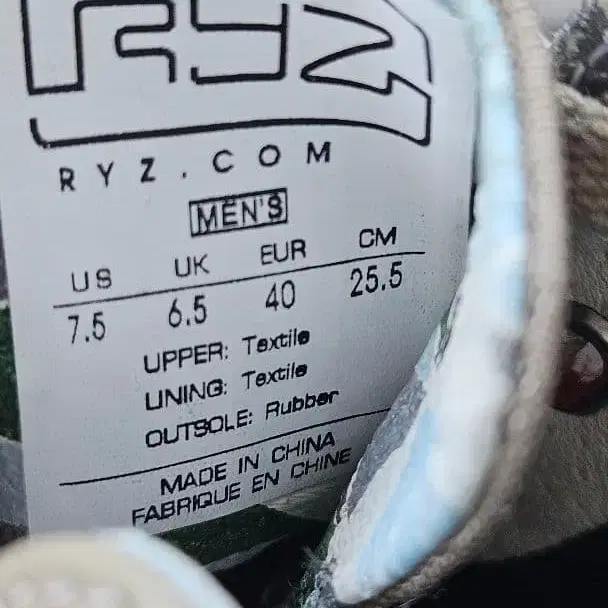 RYZ
RYZ.COM
MEN'S
US UK EUR CM
7.5 6.5 40 25.5
UPPER: Textile
LINING: Textile
OUTSOLE: Rubber
MADE IN CHINA
FABRIQUE EN CHINE